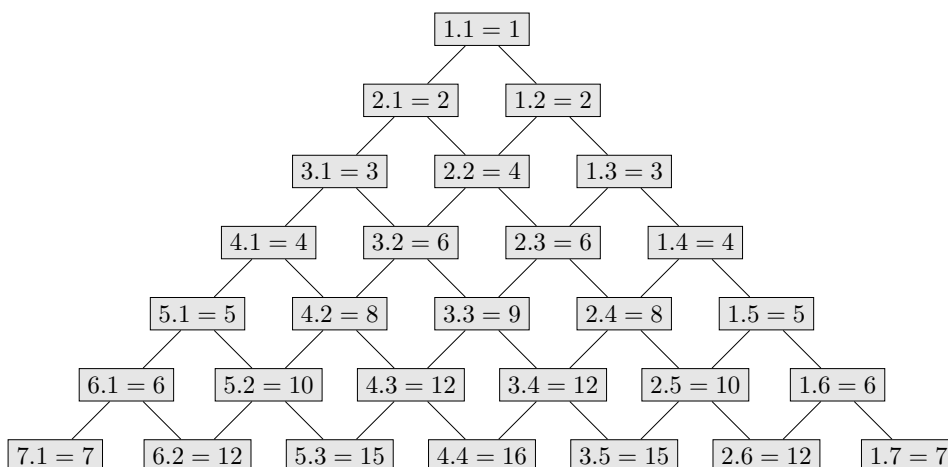 1.1 = 1
2.1 = 2 1.2 = 2
3.1 = 3 2.2 = 4 1.3 = 3
4.1 = 4 3.2 = 6 2.3 = 6 1.4 = 4
5.1 = 5 4.2 = 8 3.3 = 9 2.4 = 8 1.5 = 5
6.1 = 6 5.2 = 10 4.3 = 12 3.4 = 12 2.5 = 10 1.6 = 6
7.1 = 7 6.2 = 12 5.3 = 15 4.4 = 16 3.5 = 15 2.6 = 12 1.7 = 7